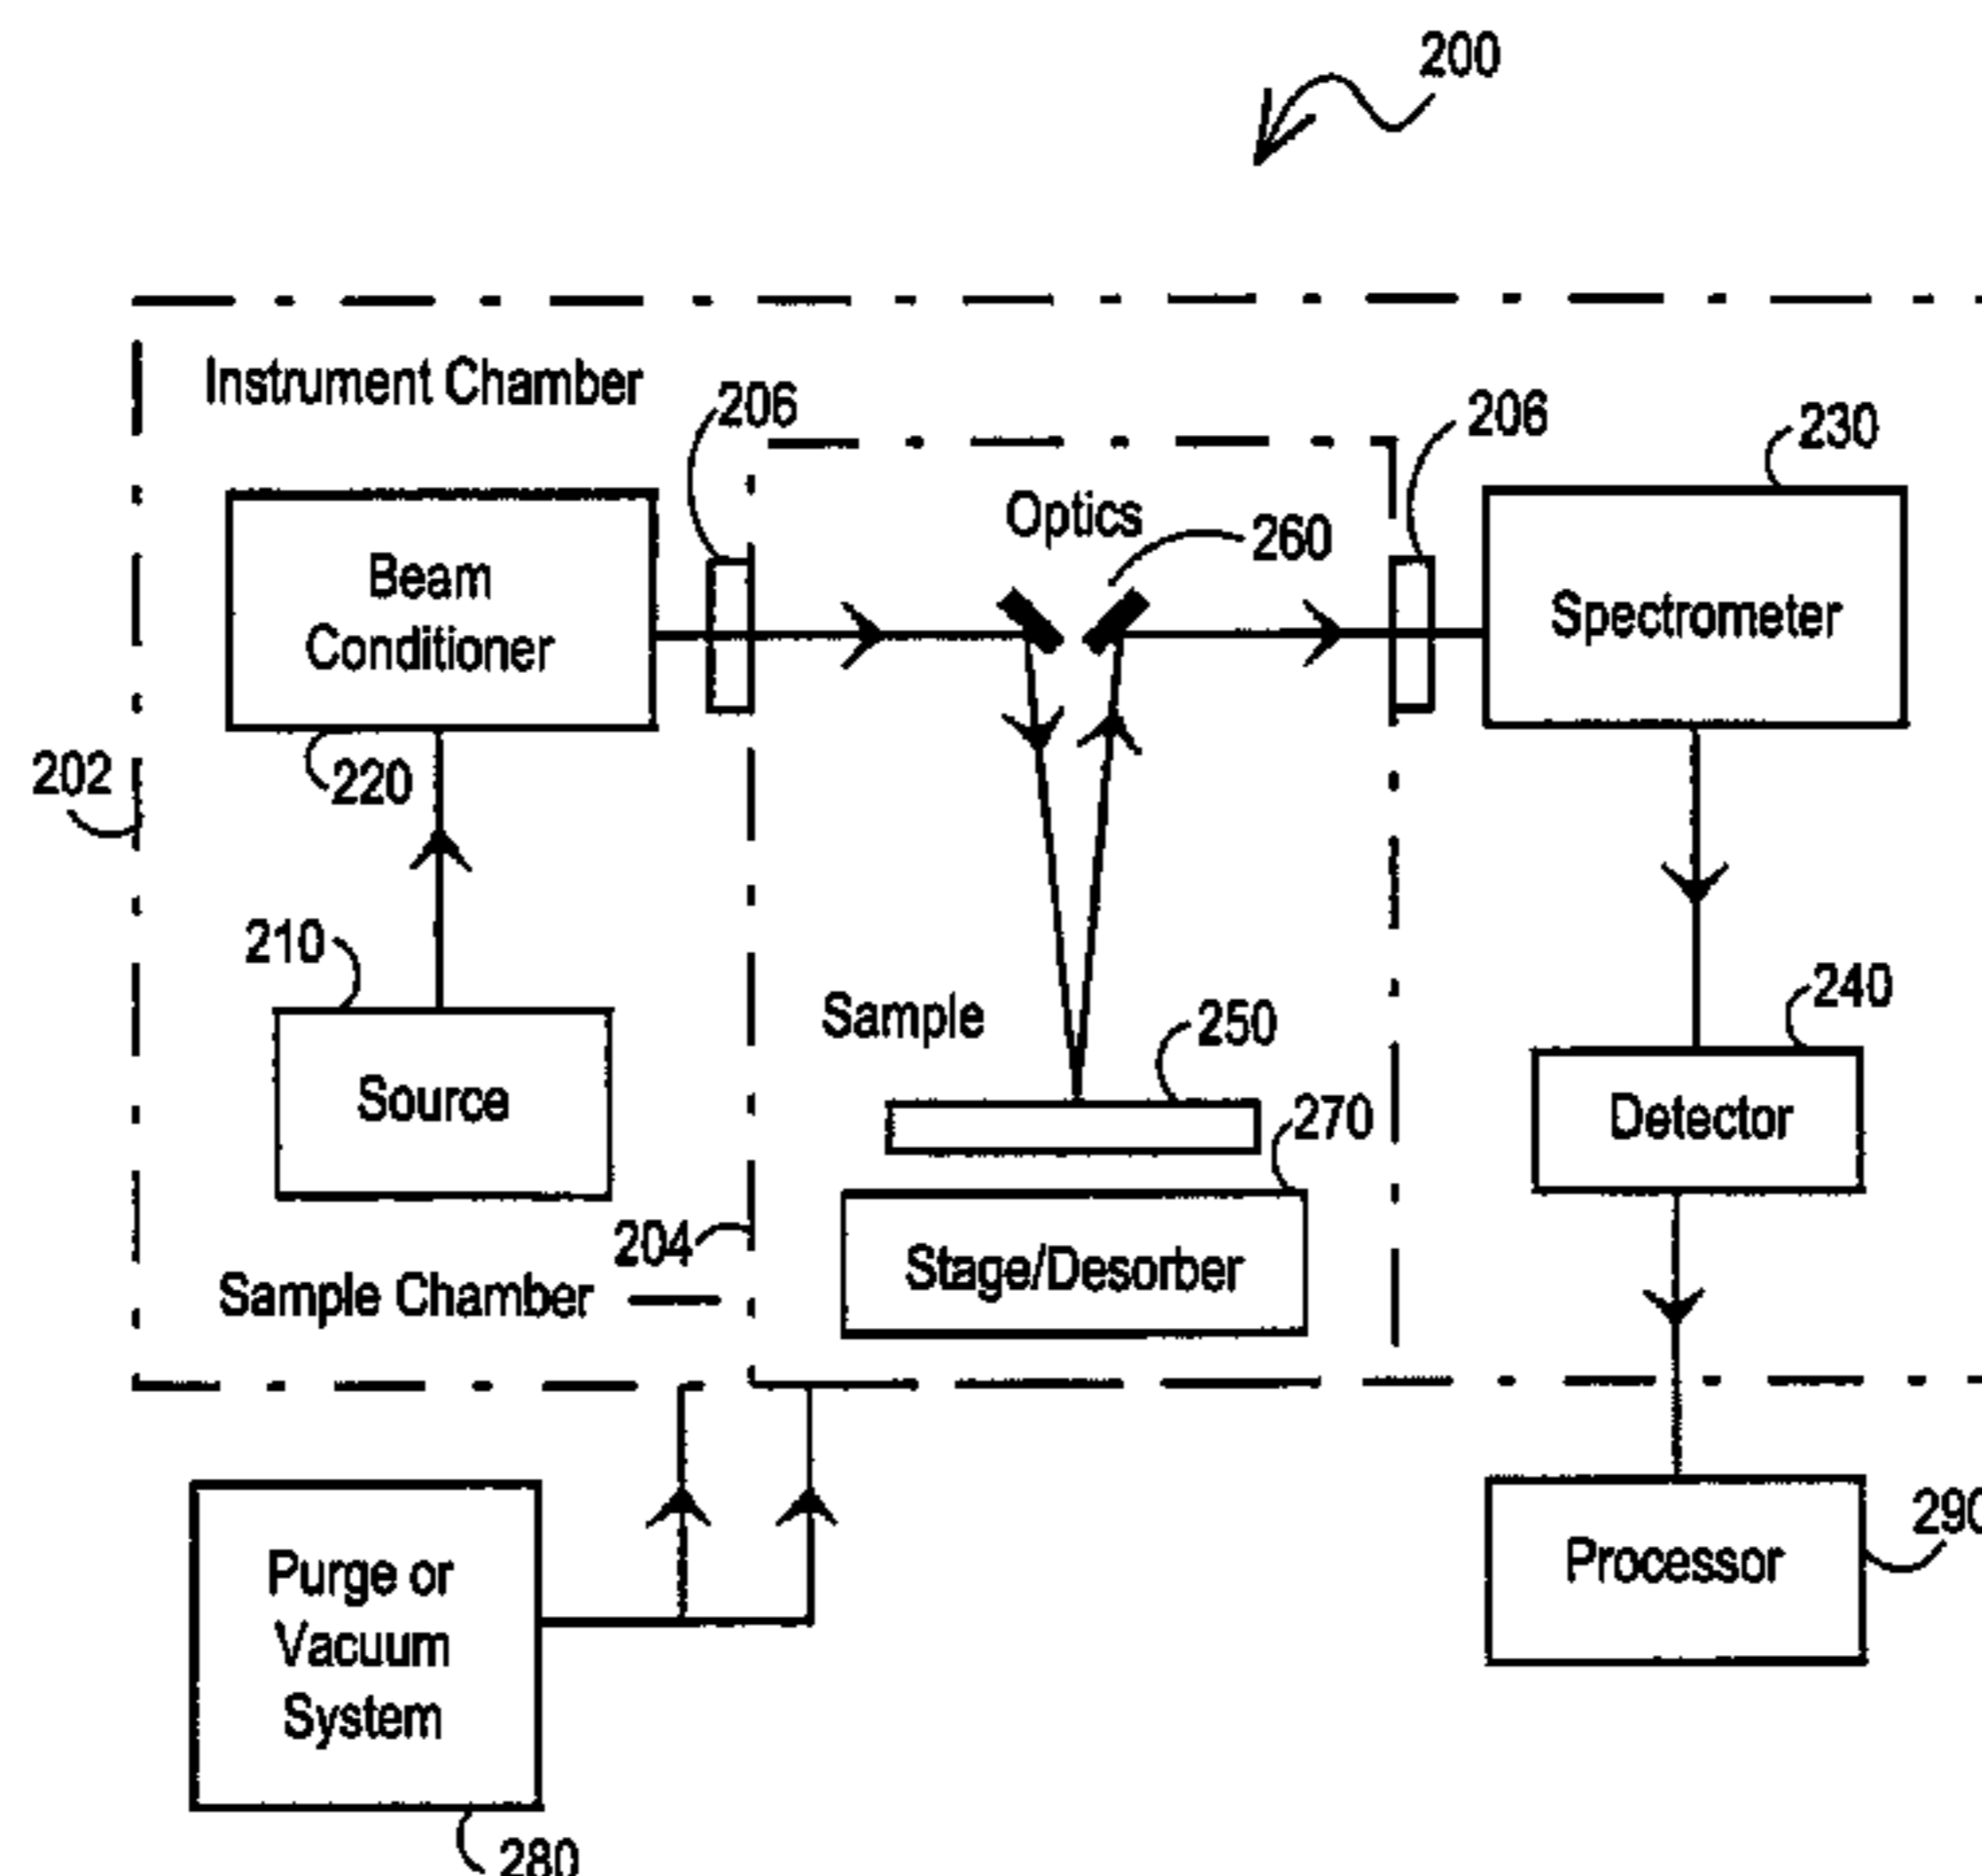 200
Instrument Chamber
206
206
230
Optics
260
Beam
Conditioner
Spectrometer
202
220
210
240
Sample
250
Source
270
Detector
204
Stage/Desorber
Sample Chamber
290
Purge or
Vacuum
System
Processor
280